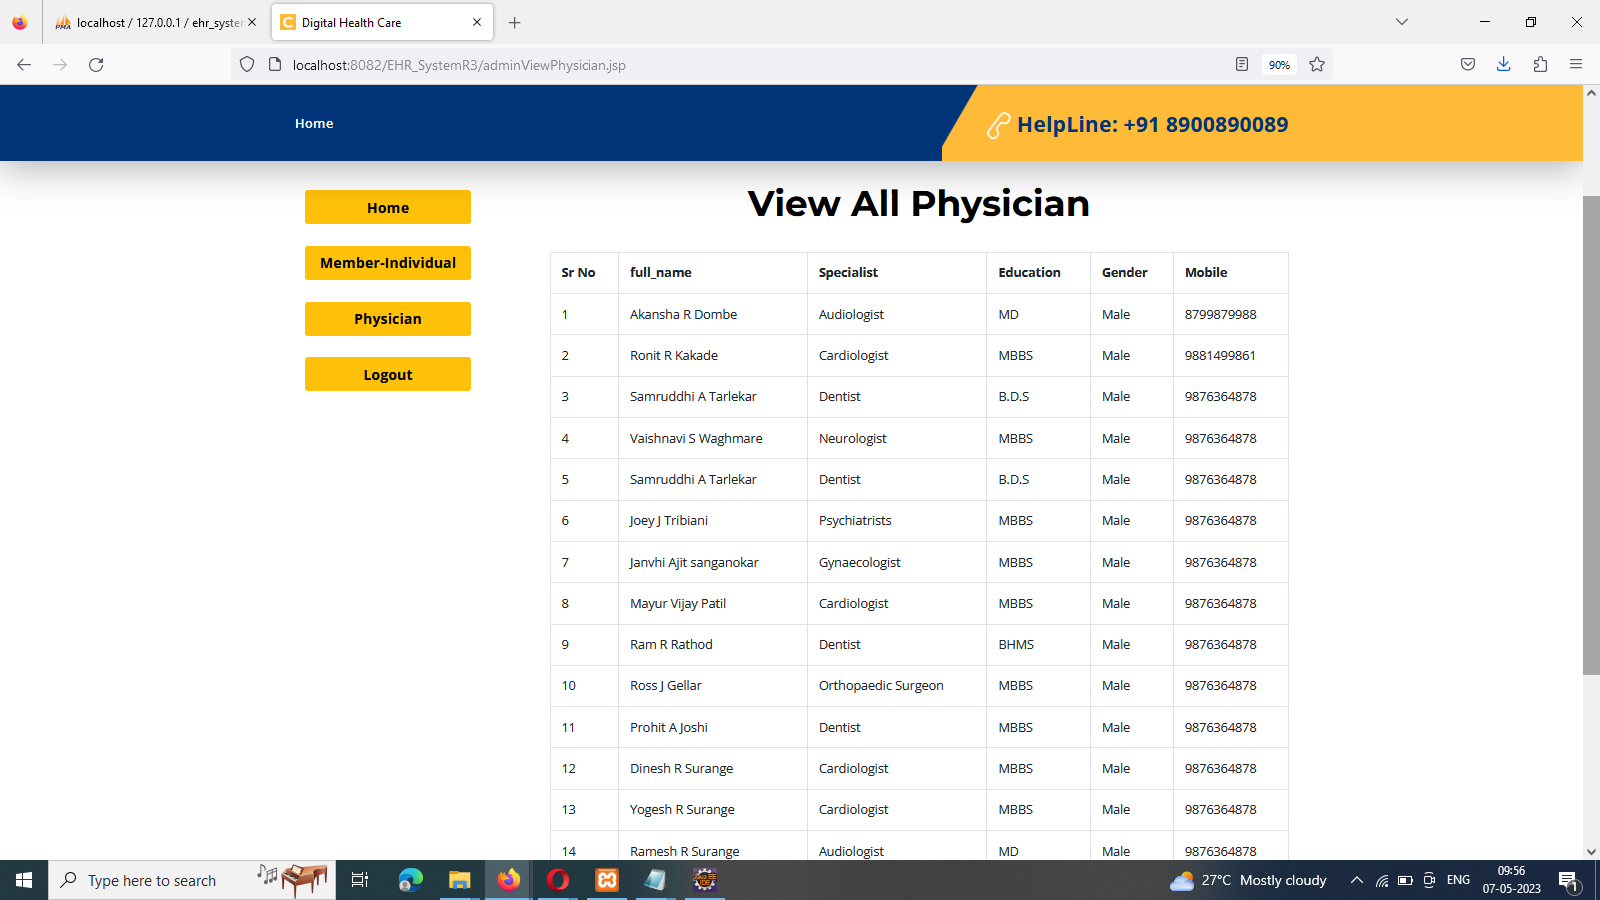 localhost / 127.0.0.1 / ehr_system
Digital Health Care
localhost:8082/EHR_SystemR3/adminViewPhysician.jsp
90%
Home
HelpLine: +91 8900890089
Home
Member-Individual
Physician
Logout
View All Physician
Sr No full_name Specialist Education Gender Mobile
1 Akansha R Dombe Audiologist MD Male 8799879988
2 Ronit R Kakade Cardiologist MBBS Male 9881499861
3 Samruddhi A Tarlekar Dentist B.D.S Male 9876364878
4 Vaishnavi S Waghmare Neurologist MBBS Male 9876364878
5 Samruddhi A Tarlekar Dentist B.D.S Male 9876364878
6 Joey J Tribiani Psychiatrists MBBS Male 9876364878
7 Janvhi Ajit sanganokar Gynaecologist MBBS Male 9876364878
8 Mayur Vijay Patil Cardiologist MBBS Male 9876364878
9 Ram R Rathod Dentist BHMS Male 9876364878
10 Ross J Gellar Orthopaedic Surgeon MBBS Male 9876364878
11 Prohit A Joshi Dentist MBBS Male 9876364878
12 Dinesh R Surange Cardiologist MBBS Male 9876364878
13 Yogesh R Surange Cardiologist MBBS Male 9876364878
14 Ramesh R Surange Audiologist MD Male 9876364878
Type here to search
27°C Mostly cloudy
ENG
09:56
07-05-2023
1